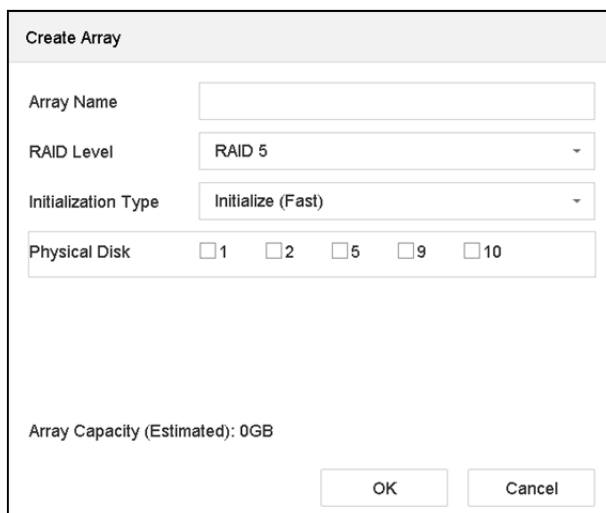 Create Array
Array Name
RAID Level RAID 5
Initialization Type Initialize (Fast)
Physical Disk 1 2 5 9 10
Array Capacity (Estimated): 0GB
OK Cancel